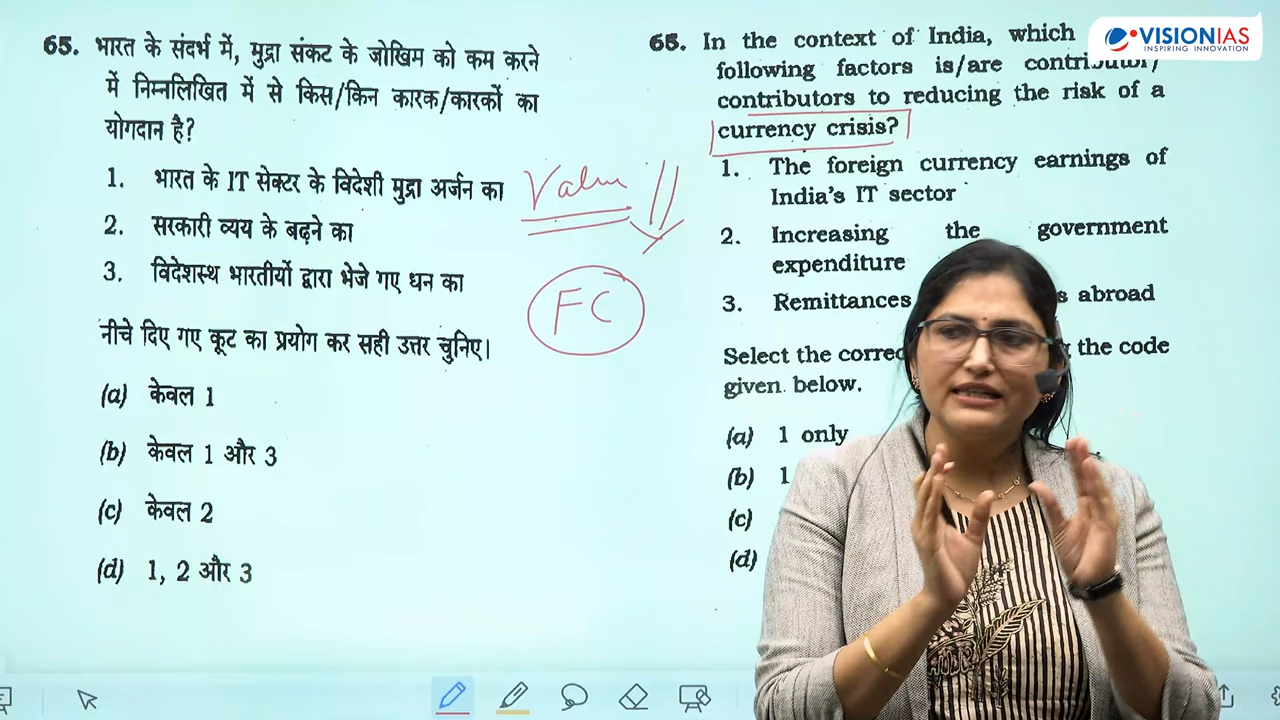 65. भारत के संदर्भ में, मुद्रा संकट के जोखिम को कम करने
में निम्नलिखित में से किस/किन कारक/कारकों का
योगदान है?
1. भारत के IT सेक्टर के विदेशी मुद्रा अर्जन का
2. सरकारी व्यय के बढ़ने का
3. विदेशस्थ भारतीयों द्वारा भेजे गए धन का
नीचे दिए गए कूट का प्रयोग कर सही उत्तर चुनिए।
(a) केवल 1
(b) केवल 1 और 3
(c) केवल 2
(d) 1, 2 और 3
Value
FC
65. In the context of India, which
following factors is/are contributor/
contributors to reducing the risk of a
currency crisis?
1. The foreign currency earnings of
India's IT sector
2. Increasing the government
expenditure
3. Remittances abroad
Select the the code
given below.
(a) 1 only
(b) 1
(c)
(d)
VISIONIAS
INSPIRING INNOVATION